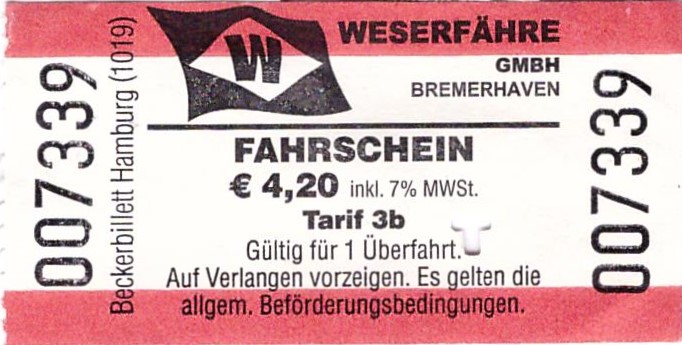 007339
Beckerbillett Hamburg (1019)
W
WESERFÄHRE
GMBH
BREMERHAVEN
FAHRSCHEIN
€ 4,20 inkl. 7% MWSt.
Tarif 3b
Gültig für 1 Überfahrt.
Auf Verlangen vorzeigen. Es gelten die
allgem. Beförderungsbedingungen.
007339